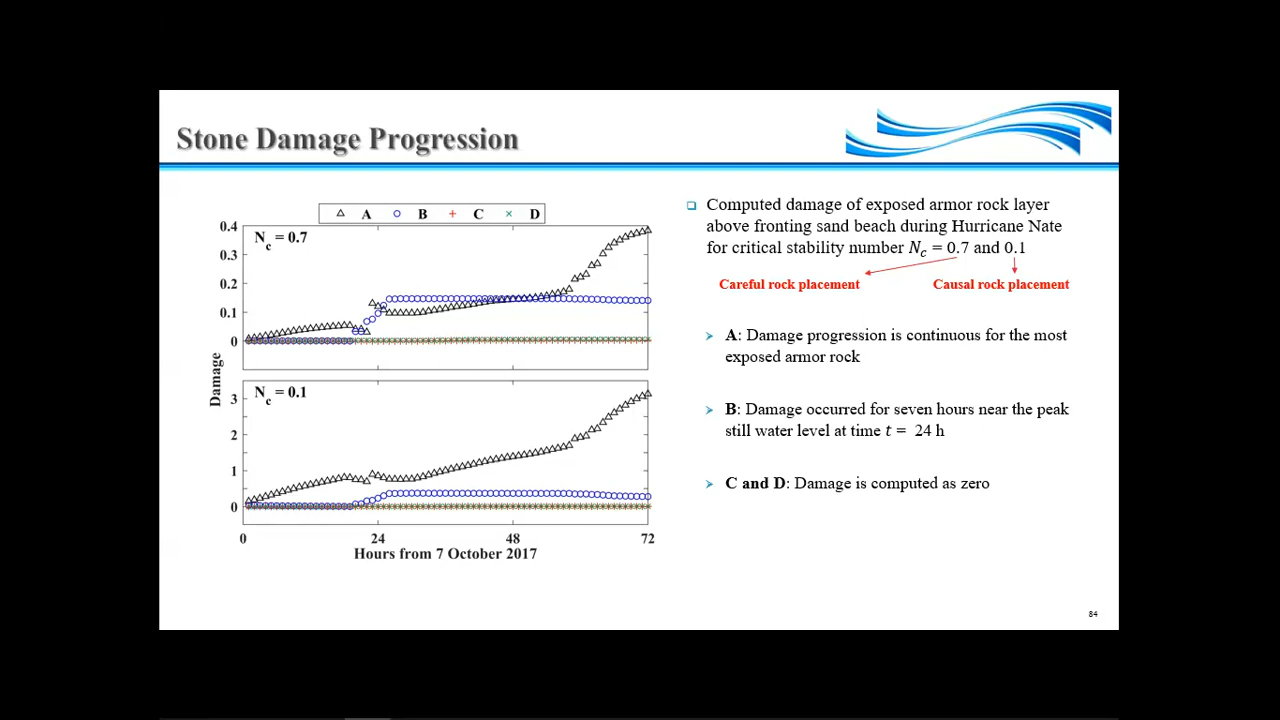 Stone Damage Progression
A B C D
N_c = 0.7
0.4
0.3
0.2
0.1
0
N_c = 0.1
3
2
1
0
Damage
0 24 48 72
Hours from 7 October 2017
Computed damage of exposed armor rock layer
above fronting sand beach during Hurricane Nate
for critical stability number N_c = 0.7 and 0.1
Careful rock placement Causal rock placement
A: Damage progression is continuous for the most
exposed armor rock
B: Damage occurred for seven hours near the peak
still water level at time t = 24 h
C and D: Damage is computed as zero
84